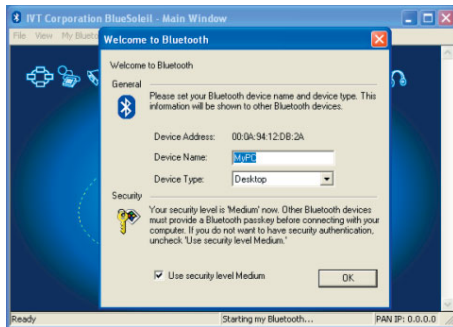 IVT Corporation BlueSoleil - Main Window
File View My Bluetooth
Welcome to Bluetooth
Welcome to Bluetooth
General
Please set your Bluetooth device name and device type. This
information will be shown to other Bluetooth devices.
Device Address: 00:0A:94:12:DB:2A
Device Name: MyPC
Device Type: Desktop
Security
Your security level is 'Medium' now. Other Bluetooth devices
must provide a Bluetooth passkey before connecting with your
computer. If you do not want to have security authentication,
uncheck 'Use security level Medium.'
Use security level Medium
OK
Ready Starting my Bluetooth... PAN IP: 0.0.0.0